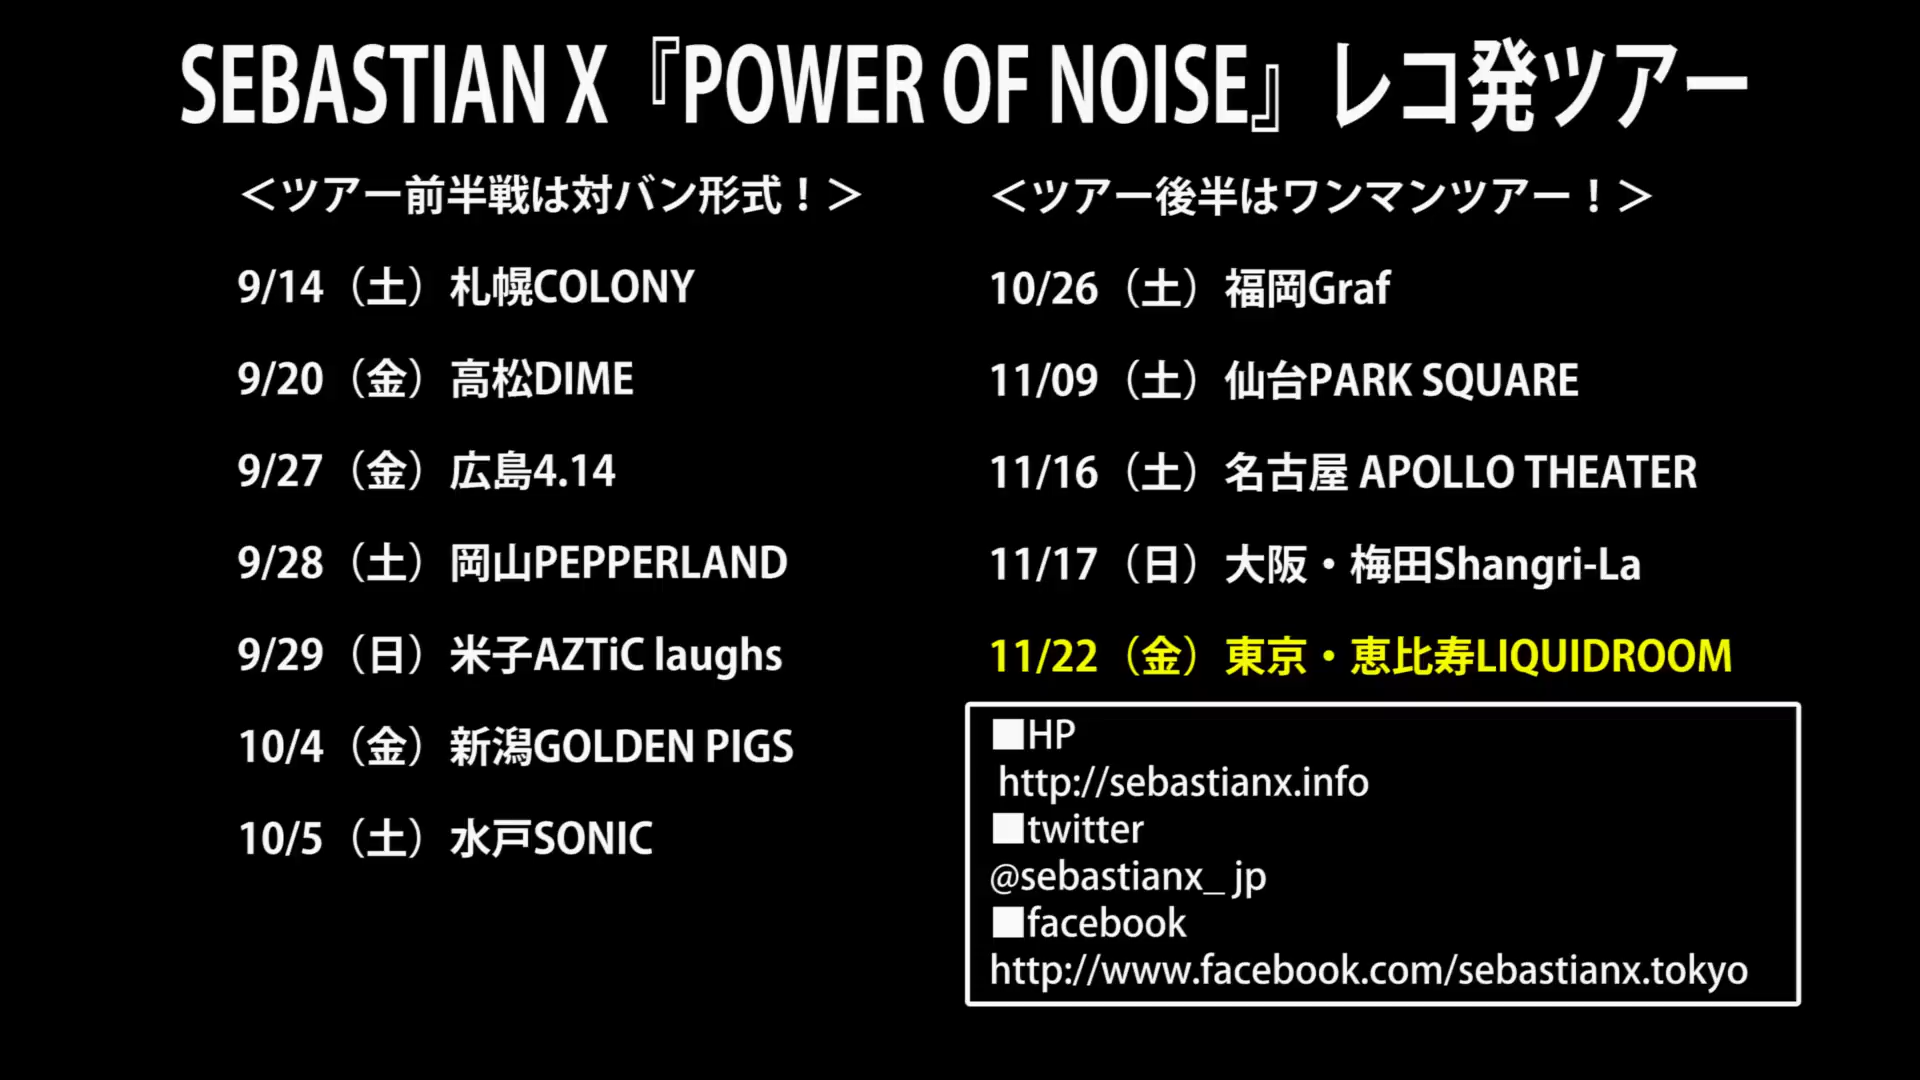 SEBASTIAN X『POWER OF NOISE』レコ発ツアー
＜ツアー前半戦は対バン形式！＞
9/14（土）札幌COLONY
9/20（金）高松DIME
9/27（金）広島4.14
9/28（土）岡山PEPPERLAND
9/29（日）米子AZTiC laughs
10/4（金）新潟GOLDEN PIGS
10/5（土）水戸SONIC
＜ツアー後半はワンマンツアー！＞
10/26（土）福岡Graf
11/09（土）仙台PARK SQUARE
11/16（土）名古屋 APOLLO THEATER
11/17（日）大阪・梅田Shangri-La
11/22（金）東京・恵比寿LIQUIDROOM
■HP
http://sebastianx.info
■twitter
@sebastianx_ jp
■facebook
http://www.facebook.com/sebastianx.tokyo